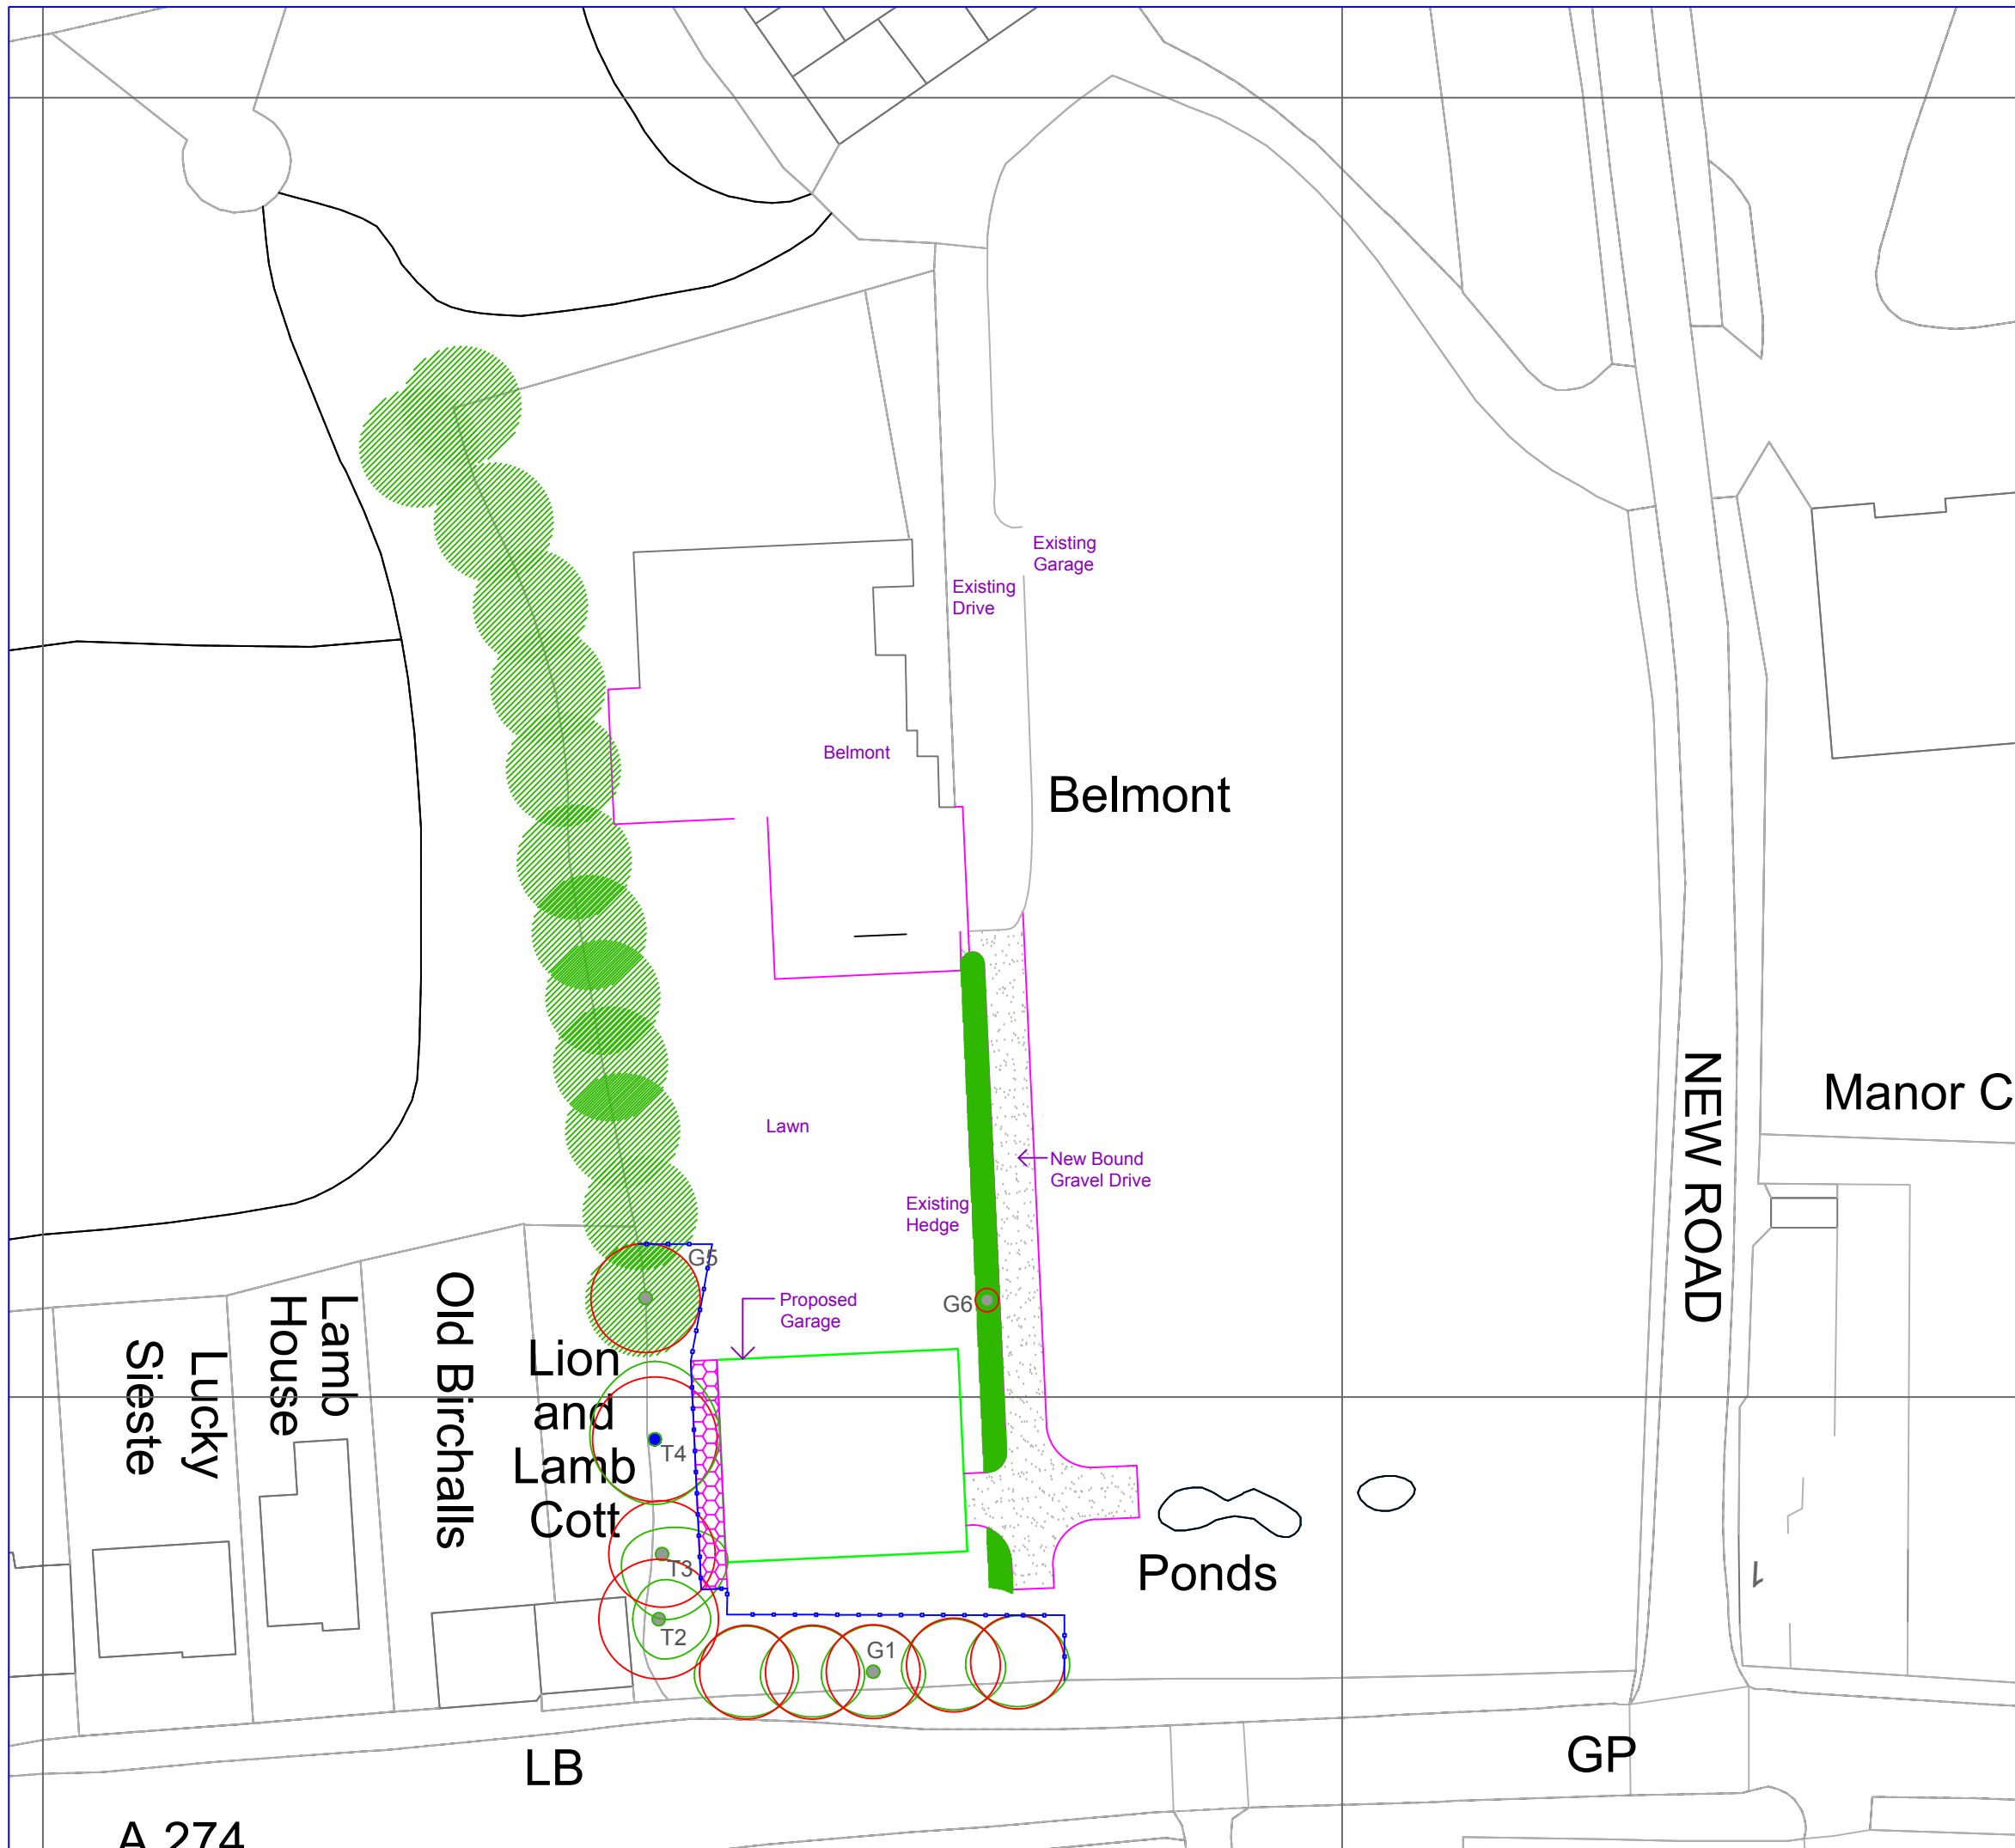 Existing
Garage
Existing
Drive
Belmont
Belmont
NEW ROAD
Manor C
Lawn
New Bound
Gravel Drive
Existing
Hedge
G5
G6
Proposed
Garage
Sieste
Lucky
House
Lamb
Old Birchalls
Lion
and
Lamb
Cott
T4
T3
T2
G1
Ponds
1
LB
GP
A 274